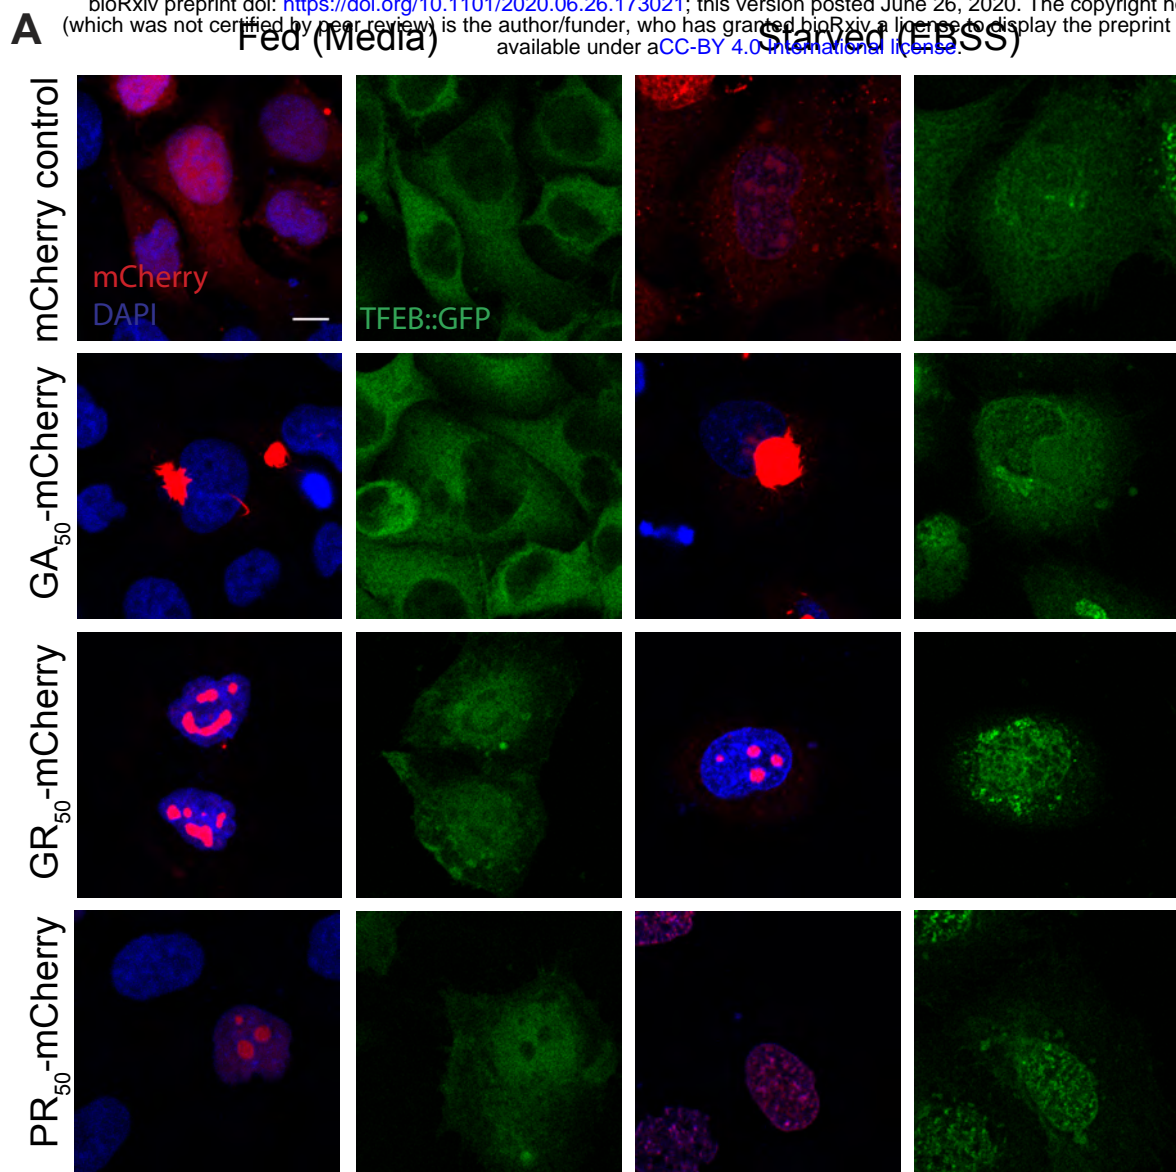 bioRxiv preprint doi: https://doi.org/10.1101/2020.06.26.173021; this version posted June 26, 2020. The copyright
(which was not certified by peer review) is the author/funder, who has granted bioRxiv a license to display the preprint
available under aCC-BY 4.0 International license.
A
Fed (Media)
Starved (EBSS)
mCherry control
mCherry
DAPI
TFEB::GFP
GA50-mCherry
GR50-mCherry
PR50-mCherry